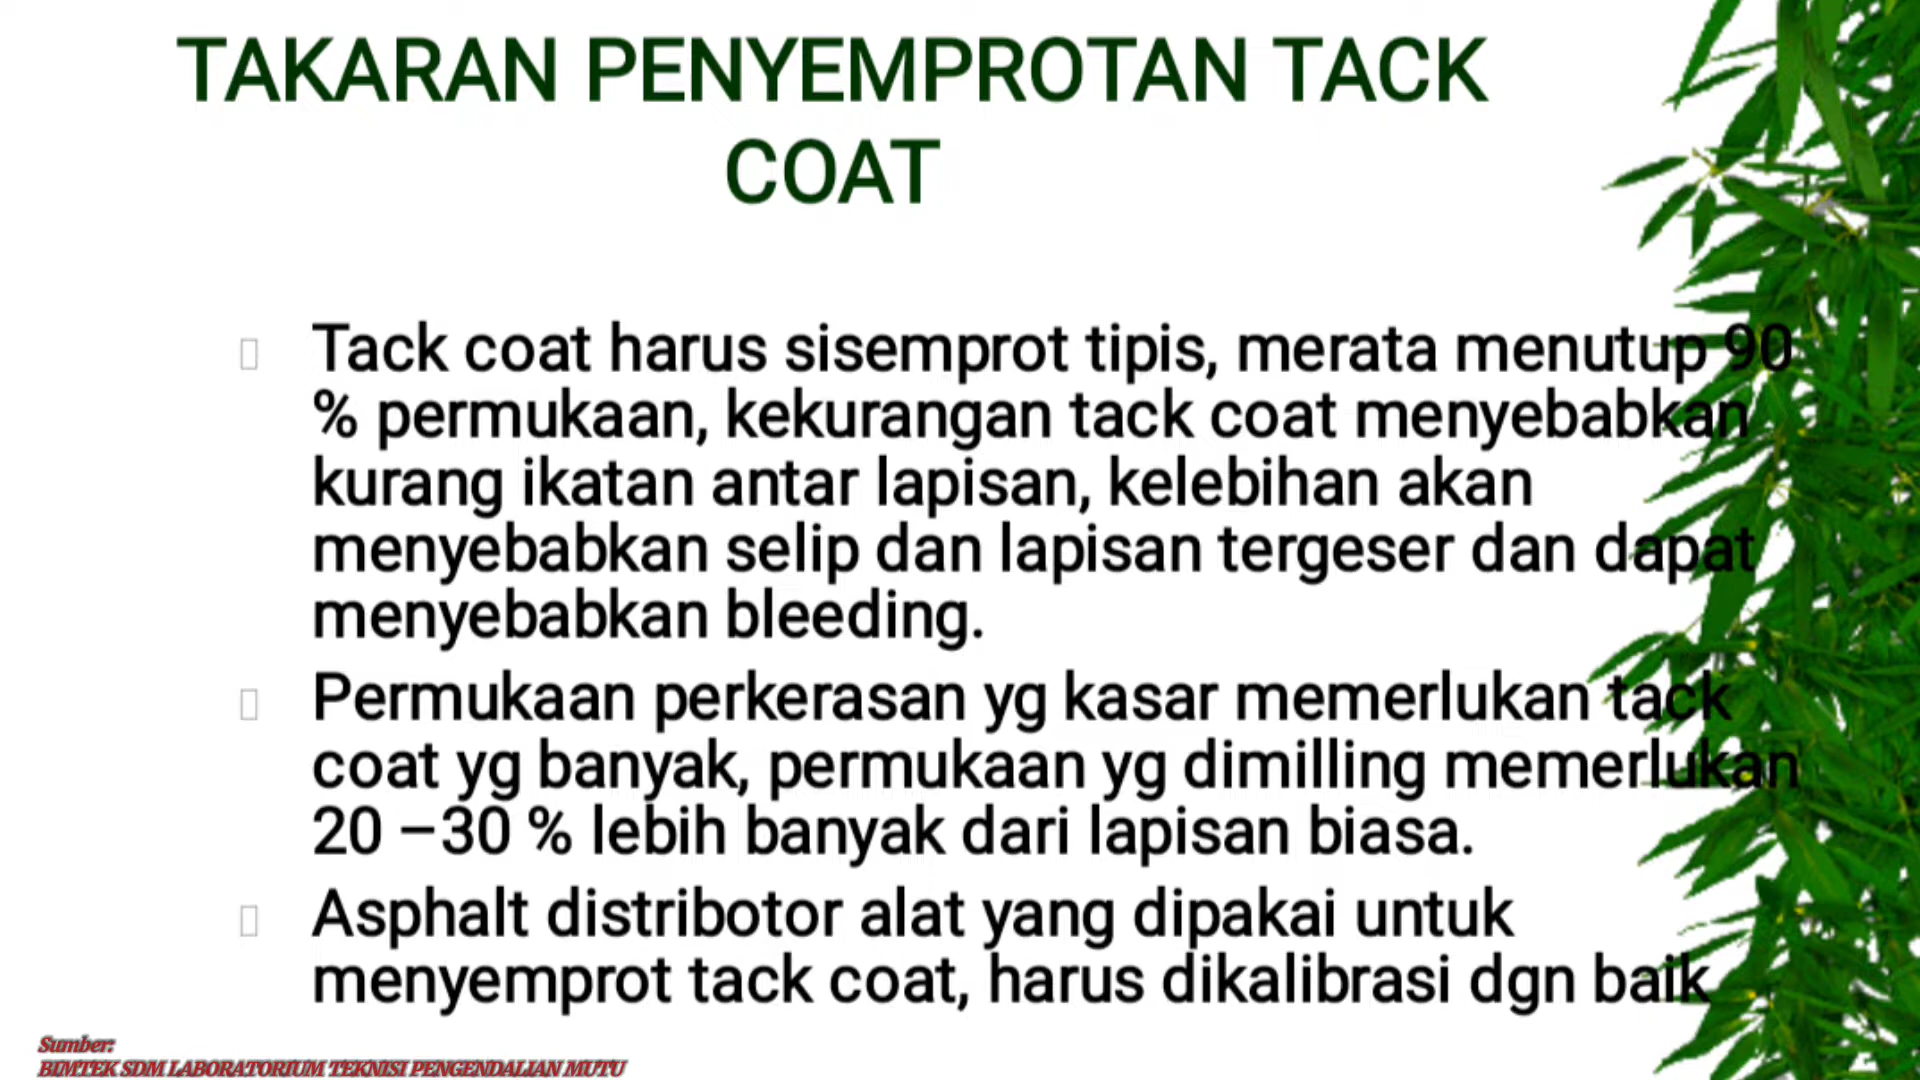 TAKARAN PENYEMPROTAN TACK
COAT
Tack coat harus sisemprot tipis, merata menutup 90
% permukaan, kekurangan tack coat menyebabkan
kurang ikatan antar lapisan, kelebihan akan
menyebabkan selip dan lapisan tergeser dan dapat
menyebabkan bleeding.
Permukaan perkerasan yg kasar memerlukan tack
coat yg banyak, permukaan yg dimilling memerlukan
20 –30 % lebih banyak dari lapisan biasa.
Asphalt distribotor alat yang dipakai untuk
menyemprot tack coat, harus dikalibrasi dgn baik
Sumber:
BIMTEK SDM LABORATORIUM TEKNISI PENGENDALIAN MUTU